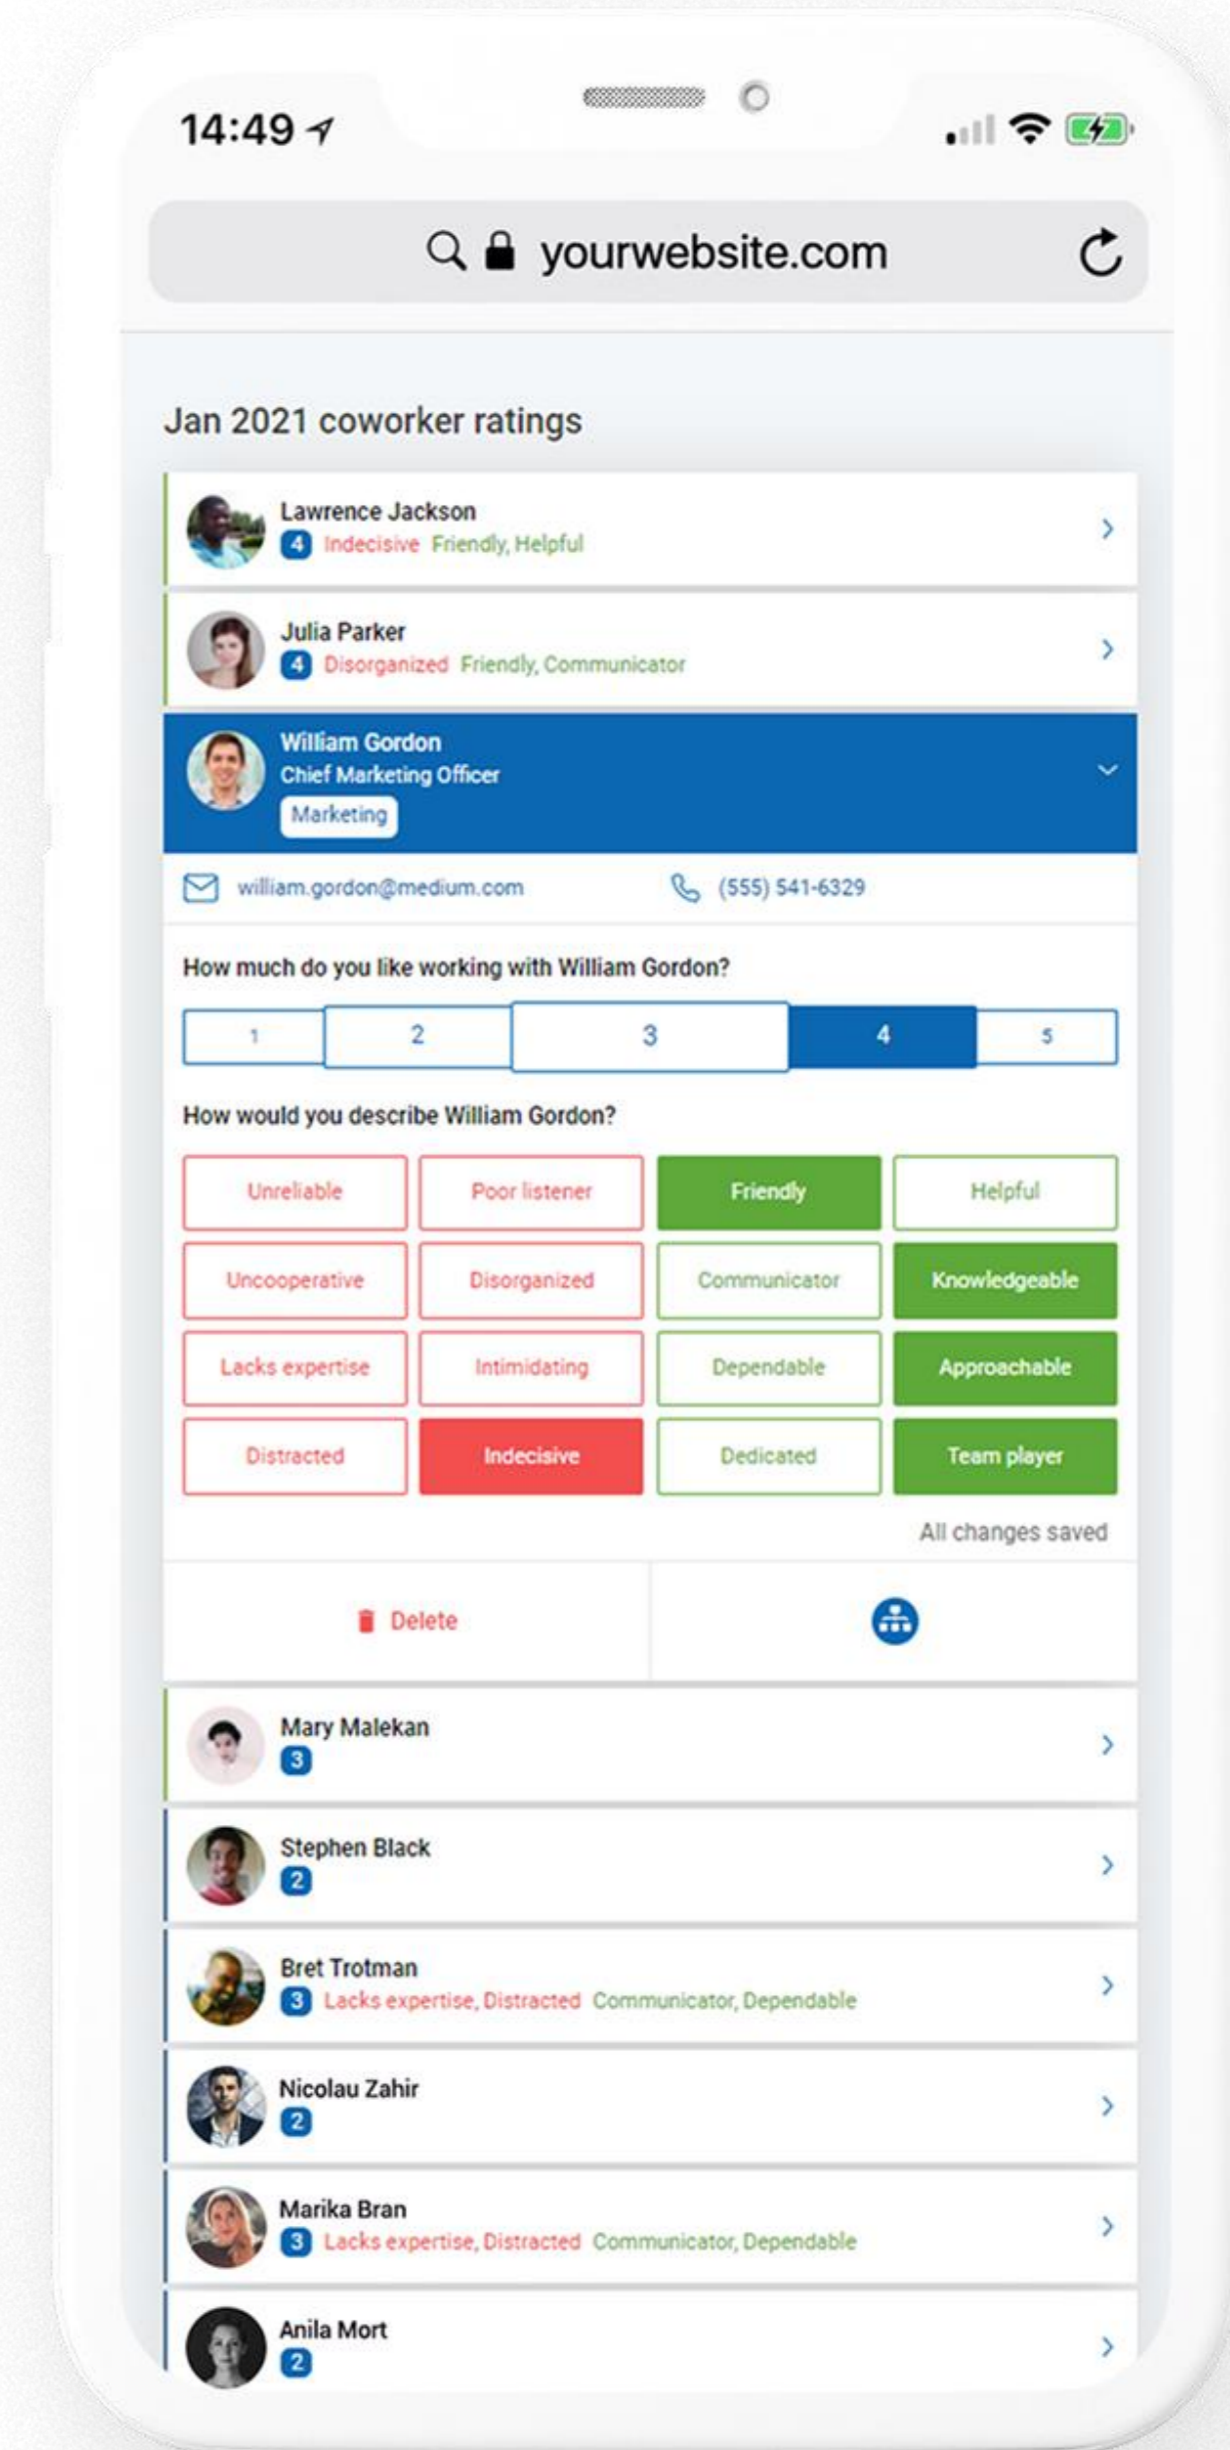 14:49
yourwebsite.com
Jan 2021 coworker ratings
Lawrence Jackson
4 Indecisive Friendly, Helpful
Julia Parker
4 Disorganized Friendly, Communicator
William Gordon
Chief Marketing Officer
Marketing
william.gordon@medium.com (555) 541-6329
How much do you like working with William Gordon?
1 2 3 4 5
How would you describe William Gordon?
Unreliable Poor listener Friendly Helpful
Uncooperative Disorganized Communicator Knowledgeable
Lacks expertise Intimidating Dependable Approachable
Distracted Indecisive Dedicated Team player
All changes saved
Delete
Mary Malekan
3
Stephen Black
2
Bret Trotman
3 Lacks expertise, Distracted Communicator, Dependable
Nicolau Zahir
2
Marika Bran
3 Lacks expertise, Distracted Communicator, Dependable
Anila Mort
2